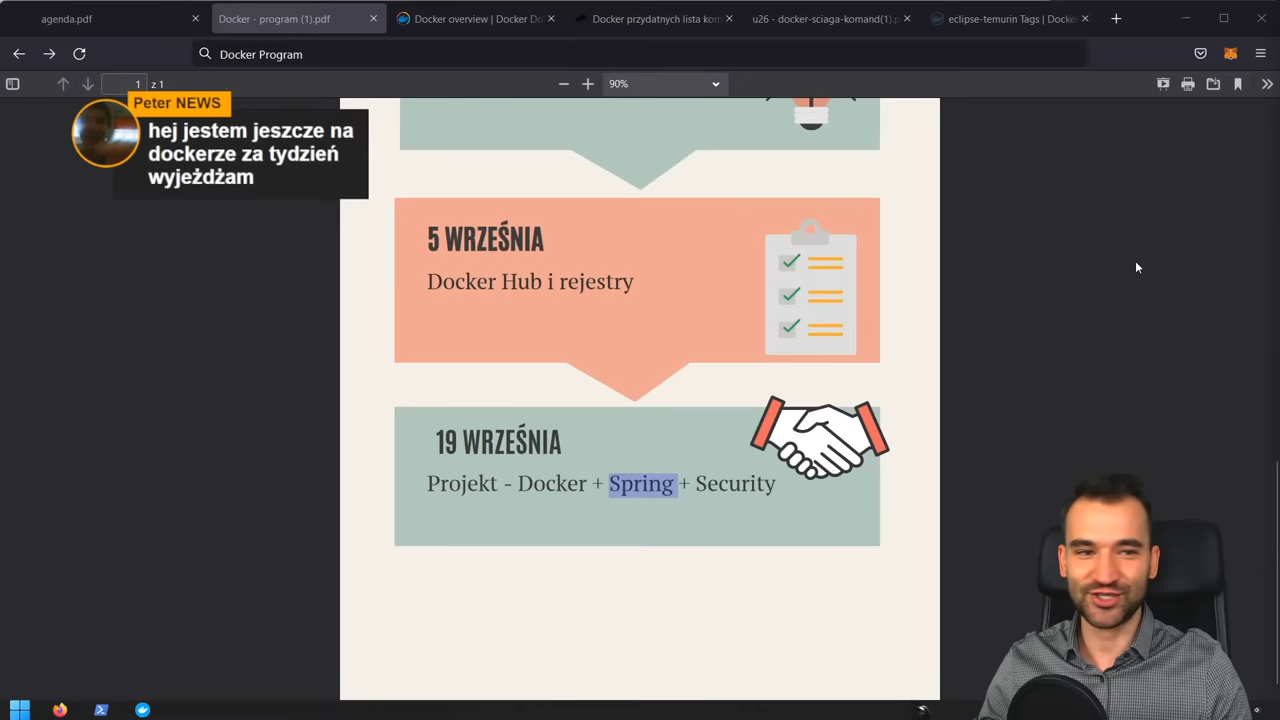 agenda.pdf
Docker - program (1).pdf
Docker overview | Docker Do
Docker przydatnych lista kom
u26 - docker-sciaga-komand(1).p
eclipse-temurin Tags | Docker
Docker Program
1 z 1
90%
Peter NEWS
hej jestem jeszcze na
dockerze za tydzień
wyjeżdżam
5 WRZEŚNIA
Docker Hub i rejestry
19 WRZEŚNIA
Projekt - Docker + Spring + Security